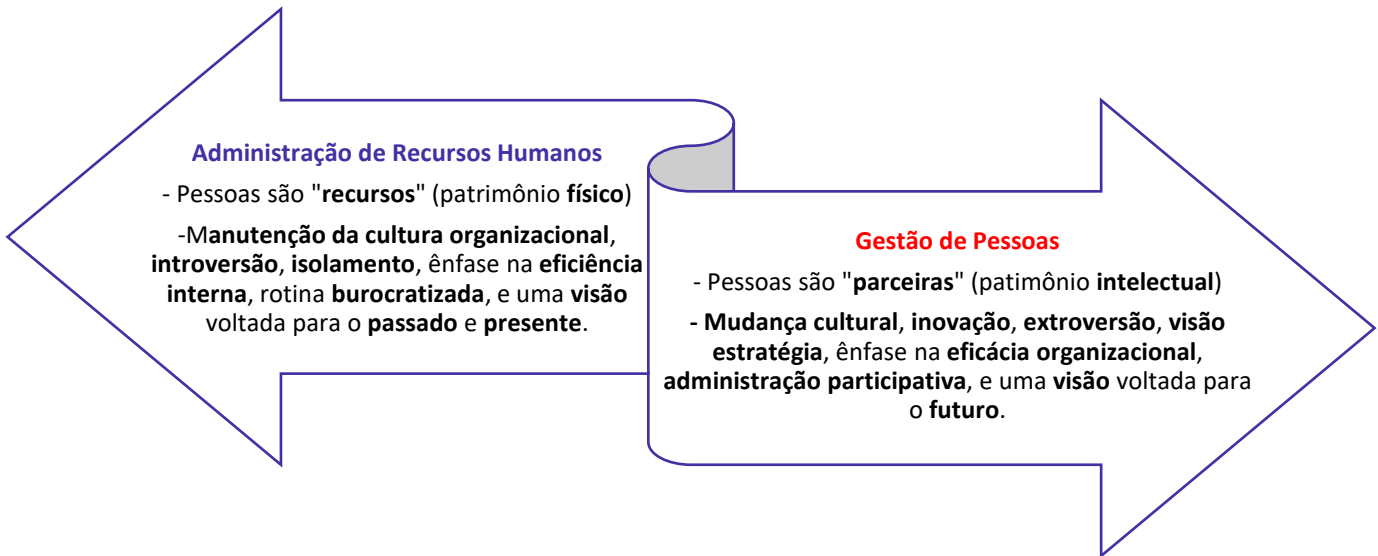 Administração de Recursos Humanos
- Pessoas são "recursos" (patrimônio físico)
-Manutenção da cultura organizacional,
introversão, isolamento, ênfase na eficiência
interna, rotina burocratizada, e uma visão
voltada para o passado e presente.
Gestão de Pessoas
- Pessoas são "parceiras" (patimônio intelectual)
- Mudança cultural, inovação, extroversão, visão
estratégia, ênfase na eficácia organizacional,
administração participativa, e uma visão voltada para
o futuro.